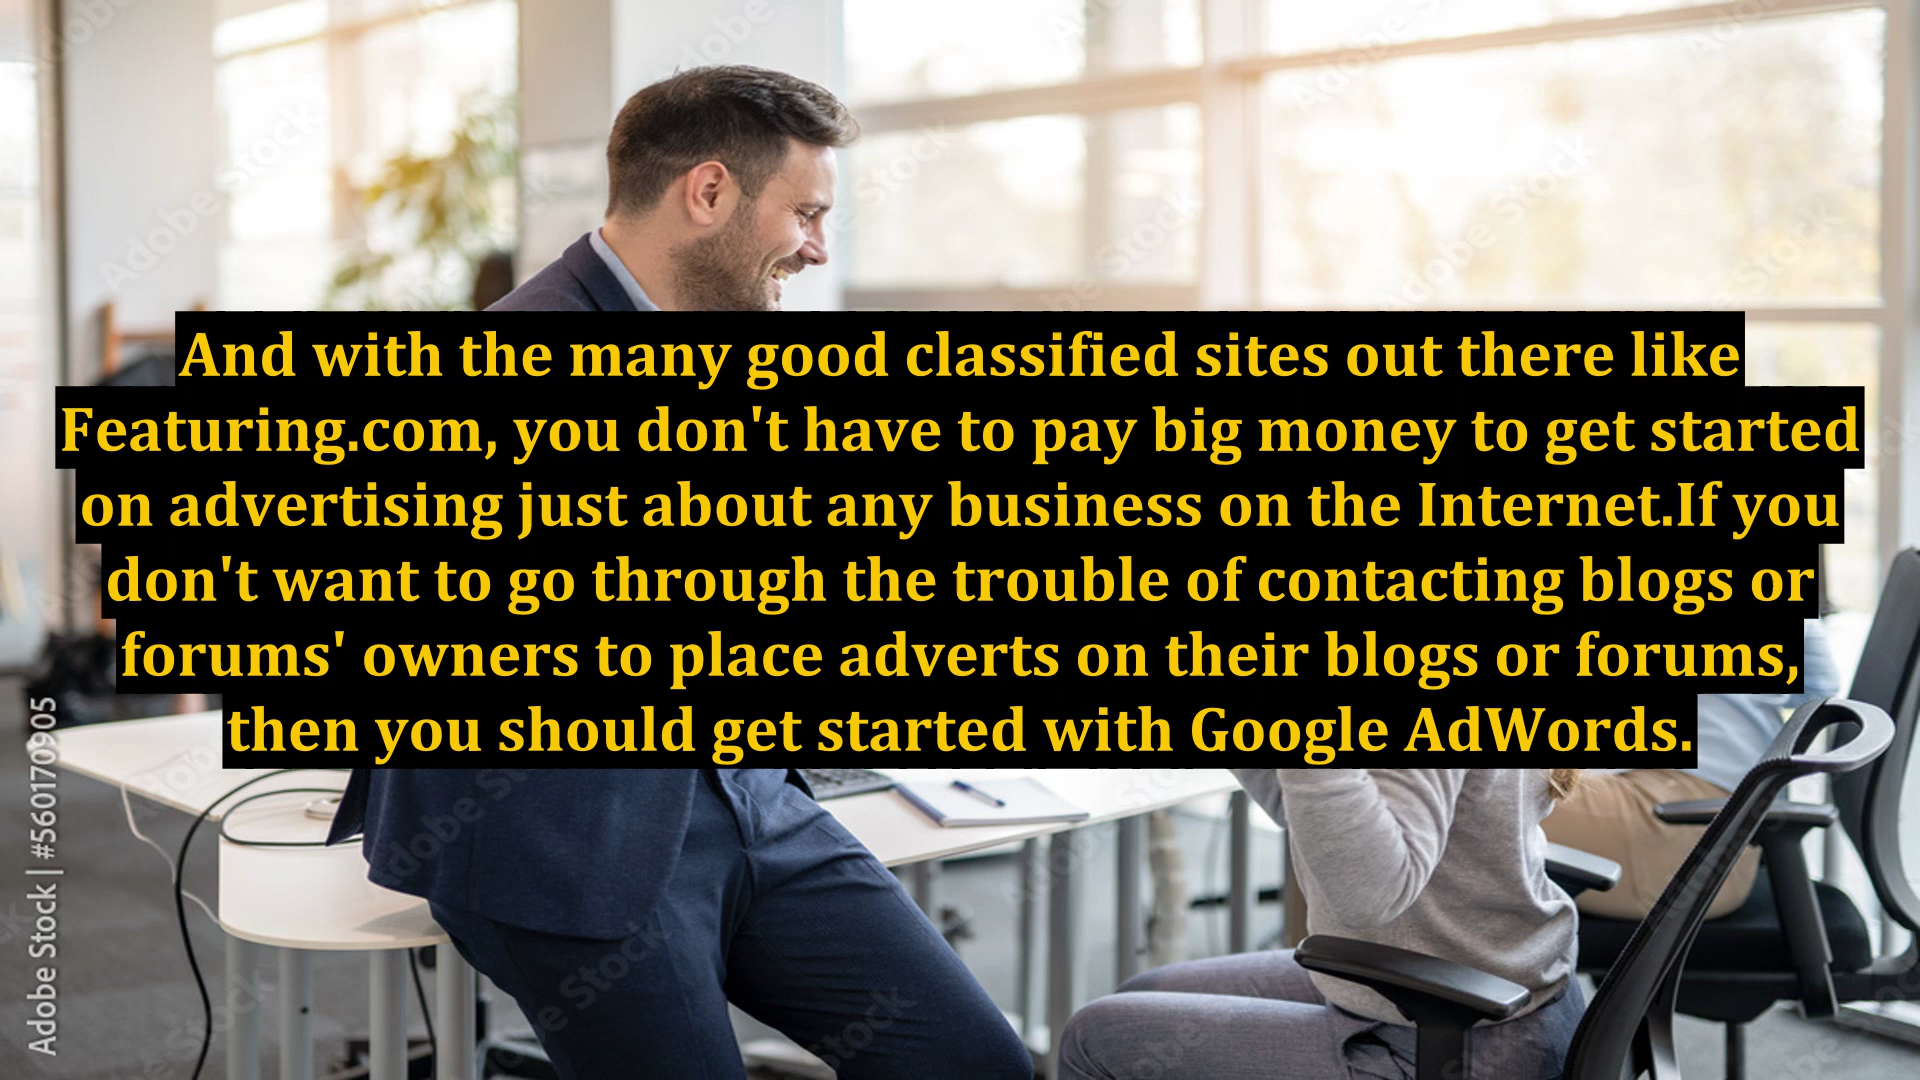 And with the many good classified sites out there like
Featuring.com, you don't have to pay big money to get started
on advertising just about any business on the Internet.If you
don't want to go through the trouble of contacting blogs or
forums' owners to place adverts on their blogs or forums,
then you should get started with Google AdWords.
Adobe Stock | #560170905